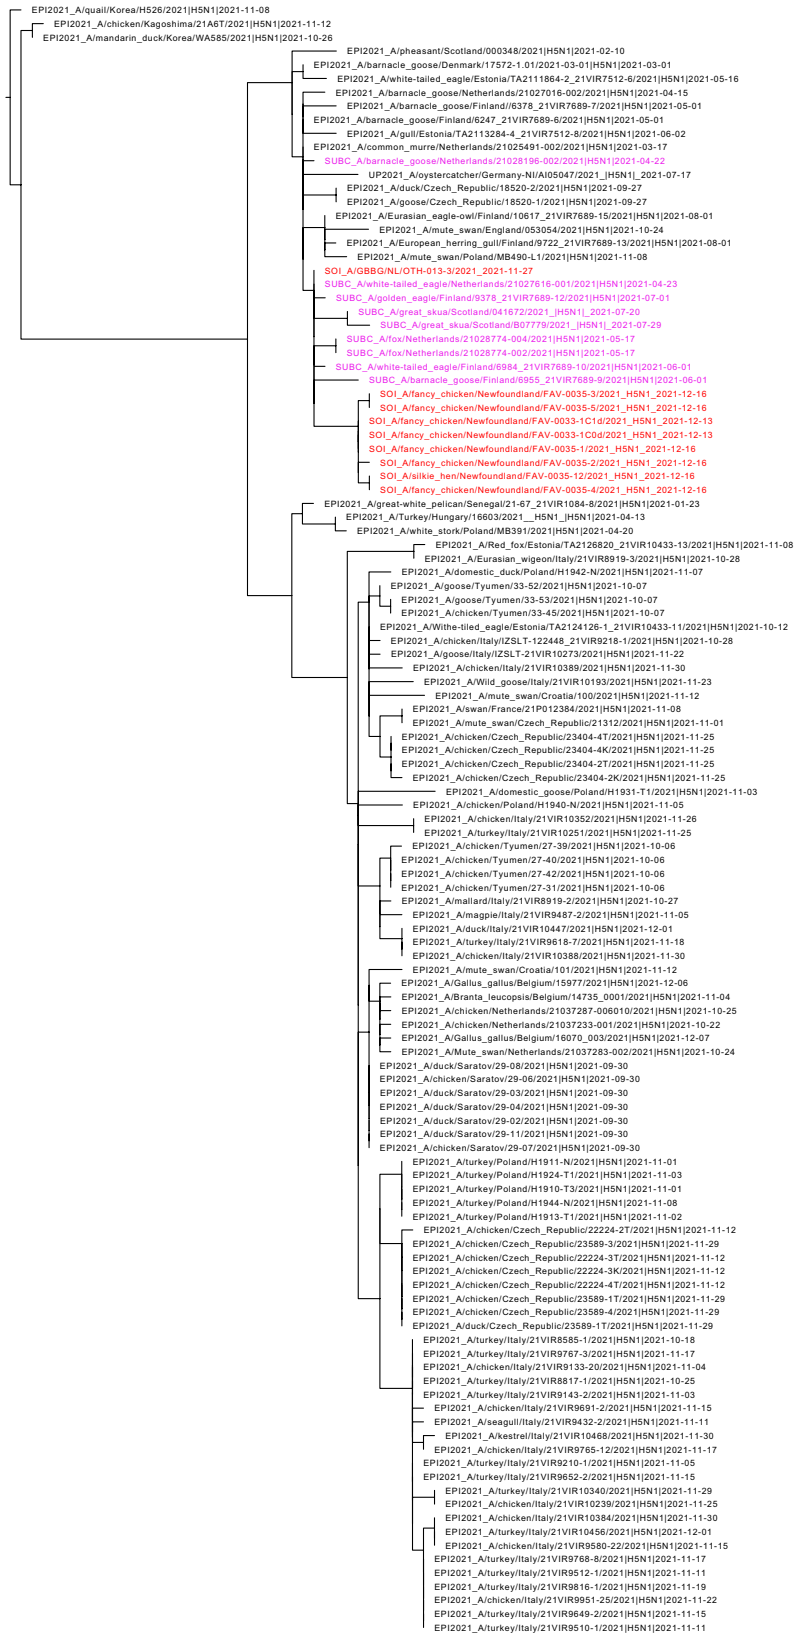 EPI2021_A/quail/Korea/H526/2021|H5N1|2021-11-08
EPI2021_A/chicken/Kagoshima/21A6T/2021|H5N1|2021-11-12
EPI2021_A/mandarin_duck/Korea/WA585/2021|H5N1|2021-10-26
EPI2021_A/pheasant/Scotland/000348/2021|H5N1|2021-02-10
EPI2021_A/barnacle_goose/Denmark/17572-1.01/2021-03-01|H5N1|2021-03-01
EPI2021_A/white-tailed_eagle/Estonia/TA2111864-2_21VIR7512-6/2021|H5N1|2021-05-16
EPI2021_A/barnacle_goose/Netherlands/21027016-002/2021|H5N1|2021-04-15
EPI2021_A/barnacle_goose/Finland//6378_21VIR7689-7/2021|H5N1|2021-05-01
EPI2021_A/barnacle_goose/Finland/6247_21VIR7689-6/2021|H5N1|2021-05-01
EPI2021_A/gull/Estonia/TA2113284-4_21VIR7512-8/2021|H5N1|2021-06-02
EPI2021_A/common_murre/Netherlands/21025491-002/2021|H5N1|2021-03-17
SUBC_A/barnacle_goose/Netherlands/21028196-002/2021|H5N1|2021-04-22
UP2021_A/oystercatcher/Germany-NI/AI05047/2021_|H5N1|_2021-07-17
EPI2021_A/duck/Czech_Republic/18520-2/2021|H5N1|2021-09-27
EPI2021_A/goose/Czech_Republic/18520-1/2021|H5N1|2021-09-27
EPI2021_A/Eurasian_eagle-owl/Finland/10617_21VIR7689-15/2021|H5N1|2021-08-01
EPI2021_A/mute_swan/England/053054/2021|H5N1|2021-10-24
EPI2021_A/European_herring_gull/Finland/9722_21VIR7689-13/2021|H5N1|2021-08-01
EPI2021_A/mute_swan/Poland/MB490-L1/2021|H5N1|2021-11-08
SOI_A/GBBG/NL/OTH-013-3/2021_2021-11-27
SUBC_A/white-tailed_eagle/Netherlands/21027616-001/2021|H5N1|2021-04-23
SUBC_A/golden_eagle/Finland/9378_21VIR7689-12/2021|H5N1|2021-07-01
SUBC_A/great_skua/Scotland/041672/2021_|H5N1|_2021-07-20
SUBC_A/great_skua/Scotland/B07779/2021_|H5N1|_2021-07-29
SUBC_A/fox/Netherlands/21028774-004/2021|H5N1|2021-05-17
SUBC_A/fox/Netherlands/21028774-002/2021|H5N1|2021-05-17
SUBC_A/white-tailed_eagle/Finland/6984_21VIR7689-10/2021|H5N1|2021-06-01
SUBC_A/barnacle_goose/Finland/6955_21VIR7689-9/2021|H5N1|2021-06-01
SOI_A/fancy_chicken/Newfoundland/FAV-0035-3/2021_H5N1_2021-12-16
SOI_A/fancy_chicken/Newfoundland/FAV-0035-5/2021_H5N1_2021-12-16
SOI_A/fancy_chicken/Newfoundland/FAV-0033-1C1d/2021_H5N1_2021-12-13
SOI_A/fancy_chicken/Newfoundland/FAV-0033-1C0d/2021_H5N1_2021-12-13
SOI_A/fancy_chicken/Newfoundland/FAV-0035-1/2021_H5N1_2021-12-16
SOI_A/fancy_chicken/Newfoundland/FAV-0035-2/2021_H5N1_2021-12-16
SOI_A/silkie_hen/Newfoundland/FAV-0035-12/2021_H5N1_2021-12-16
SOI_A/fancy_chicken/Newfoundland/FAV-0035-4/2021_H5N1_2021-12-16
EPI2021_A/great-white_pelican/Senegal/21-67_21VIR1084-8/2021|H5N1|2021-01-23
EPI2021_A/Turkey/Hungary/16603/2021__H5N1_|H5N1|2021-04-13
EPI2021_A/white_stork/Poland/MB391/2021|H5N1|2021-04-20
EPI2021_A/Red_fox/Estonia/TA2126820_21VIR10433-13/2021|H5N1|2021-11-08
EPI2021_A/Eurasian_wigeon/Italy/21VIR8919-3/2021|H5N1|2021-10-28
EPI2021_A/domestic_duck/Poland/H1942-N/2021|H5N1|2021-11-07
EPI2021_A/goose/Tyumen/33-52/2021|H5N1|2021-10-07
EPI2021_A/goose/Tyumen/33-53/2021|H5N1|2021-10-07
EPI2021_A/chicken/Tyumen/33-45/2021|H5N1|2021-10-07
EPI2021_A/Withe-tiled_eagle/Estonia/TA2124126-1_21VIR10433-11/2021|H5N1|2021-10-12
EPI2021_A/chicken/Italy/IZSLT-122448_21VIR9218-1/2021|H5N1|2021-10-28
EPI2021_A/goose/Italy/IZSLT-21VIR10273/2021|H5N1|2021-11-22
EPI2021_A/chicken/Italy/21VIR10389/2021|H5N1|2021-11-30
EPI2021_A/Wild_goose/Italy/21VIR10193/2021|H5N1|2021-11-23
EPI2021_A/mute_swan/Croatia/100/2021|H5N1|2021-11-12
EPI2021_A/swan/France/21P012384/2021|H5N1|2021-11-08
EPI2021_A/mute_swan/Czech_Republic/21312/2021|H5N1|2021-11-01
EPI2021_A/chicken/Czech_Republic/23404-4T/2021|H5N1|2021-11-25
EPI2021_A/chicken/Czech_Republic/23404-4K/2021|H5N1|2021-11-25
EPI2021_A/chicken/Czech_Republic/23404-2T/2021|H5N1|2021-11-25
EPI2021_A/chicken/Czech_Republic/23404-2K/2021|H5N1|2021-11-25
EPI2021_A/domestic_goose/Poland/H1931-T1/2021|H5N1|2021-11-03
EPI2021_A/chicken/Poland/H1940-N/2021|H5N1|2021-11-05
EPI2021_A/chicken/Italy/21VIR10352/2021|H5N1|2021-11-26
EPI2021_A/turkey/Italy/21VIR10251/2021|H5N1|2021-11-25
EPI2021_A/chicken/Tyumen/27-39/2021|H5N1|2021-10-06
EPI2021_A/chicken/Tyumen/27-40/2021|H5N1|2021-10-06
EPI2021_A/chicken/Tyumen/27-42/2021|H5N1|2021-10-06
EPI2021_A/chicken/Tyumen/27-31/2021|H5N1|2021-10-06
EPI2021_A/mallard/Italy/21VIR8919-2/2021|H5N1|2021-10-27
EPI2021_A/magpie/Italy/21VIR9487-2/2021|H5N1|2021-11-05
EPI2021_A/duck/Italy/21VIR10447/2021|H5N1|2021-12-01
EPI2021_A/turkey/Italy/21VIR9618-7/2021|H5N1|2021-11-18
EPI2021_A/chicken/Italy/21VIR10388/2021|H5N1|2021-11-30
EPI2021_A/mute_swan/Croatia/101/2021|H5N1|2021-11-12
EPI2021_A/Gallus_gallus/Belgium/15977/2021|H5N1|2021-12-06
EPI2021_A/Branta_leucopsis/Belgium/14735_0001/2021|H5N1|2021-11-04
EPI2021_A/chicken/Netherlands/21037287-006010/2021|H5N1|2021-10-25
EPI2021_A/chicken/Netherlands/21037233-001/2021|H5N1|2021-10-22
EPI2021_A/Gallus_gallus/Belgium/16070_003/2021|H5N1|2021-12-07
EPI2021_A/Mute_swan/Netherlands/21037283-002/2021|H5N1|2021-10-24
EPI2021_A/duck/Saratov/29-08/2021|H5N1|2021-09-30
EPI2021_A/chicken/Saratov/29-06/2021|H5N1|2021-09-30
EPI2021_A/duck/Saratov/29-03/2021|H5N1|2021-09-30
EPI2021_A/duck/Saratov/29-04/2021|H5N1|2021-09-30
EPI2021_A/duck/Saratov/29-02/2021|H5N1|2021-09-30
EPI2021_A/duck/Saratov/29-11/2021|H5N1|2021-09-30
EPI2021_A/chicken/Saratov/29-07/2021|H5N1|2021-09-30
EPI2021_A/turkey/Poland/H1911-N/2021|H5N1|2021-11-01
EPI2021_A/turkey/Poland/H1924-T1/2021|H5N1|2021-11-03
EPI2021_A/turkey/Poland/H1910-T3/2021|H5N1|2021-11-01
EPI2021_A/turkey/Poland/H1944-N/2021|H5N1|2021-11-08
EPI2021_A/turkey/Poland/H1913-T1/2021|H5N1|2021-11-02
EPI2021_A/chicken/Czech_Republic/22224-2T/2021|H5N1|2021-11-12
EPI2021_A/chicken/Czech_Republic/23589-3/2021|H5N1|2021-11-29
EPI2021_A/chicken/Czech_Republic/22224-3T/2021|H5N1|2021-11-12
EPI2021_A/chicken/Czech_Republic/22224-3K/2021|H5N1|2021-11-12
EPI2021_A/chicken/Czech_Republic/22224-4T/2021|H5N1|2021-11-12
EPI2021_A/chicken/Czech_Republic/23589-1T/2021|H5N1|2021-11-29
EPI2021_A/chicken/Czech_Republic/23589-4/2021|H5N1|2021-11-29
EPI2021_A/duck/Czech_Republic/23589-1T/2021|H5N1|2021-11-29
EPI2021_A/turkey/Italy/21VIR8585-1/2021|H5N1|2021-10-18
EPI2021_A/turkey/Italy/21VIR9767-3/2021|H5N1|2021-11-17
EPI2021_A/chicken/Italy/21VIR9133-20/2021|H5N1|2021-11-04
EPI2021_A/turkey/Italy/21VIR8817-1/2021|H5N1|2021-10-25
EPI2021_A/turkey/Italy/21VIR9143-2/2021|H5N1|2021-11-03
EPI2021_A/chicken/Italy/21VIR9691-2/2021|H5N1|2021-11-15
EPI2021_A/seagull/Italy/21VIR9432-2/2021|H5N1|2021-11-11
EPI2021_A/kestrel/Italy/21VIR10468/2021|H5N1|2021-11-30
EPI2021_A/chicken/Italy/21VIR9765-12/2021|H5N1|2021-11-17
EPI2021_A/turkey/Italy/21VIR9210-1/2021|H5N1|2021-11-05
EPI2021_A/turkey/Italy/21VIR9652-2/2021|H5N1|2021-11-15
EPI2021_A/turkey/Italy/21VIR10340/2021|H5N1|2021-11-29
EPI2021_A/chicken/Italy/21VIR10239/2021|H5N1|2021-11-25
EPI2021_A/chicken/Italy/21VIR10384/2021|H5N1|2021-11-30
EPI2021_A/turkey/Italy/21VIR10456/2021|H5N1|2021-12-01
EPI2021_A/chicken/Italy/21VIR9580-22/2021|H5N1|2021-11-15
EPI2021_A/turkey/Italy/21VIR9768-8/2021|H5N1|2021-11-17
EPI2021_A/turkey/Italy/21VIR9512-1/2021|H5N1|2021-11-11
EPI2021_A/turkey/Italy/21VIR9816-1/2021|H5N1|2021-11-19
EPI2021_A/chicken/Italy/21VIR9951-25/2021|H5N1|2021-11-22
EPI2021_A/turkey/Italy/21VIR9649-2/2021|H5N1|2021-11-15
EPI2021_A/turkey/Italy/21VIR9510-1/2021|H5N1|2021-11-11